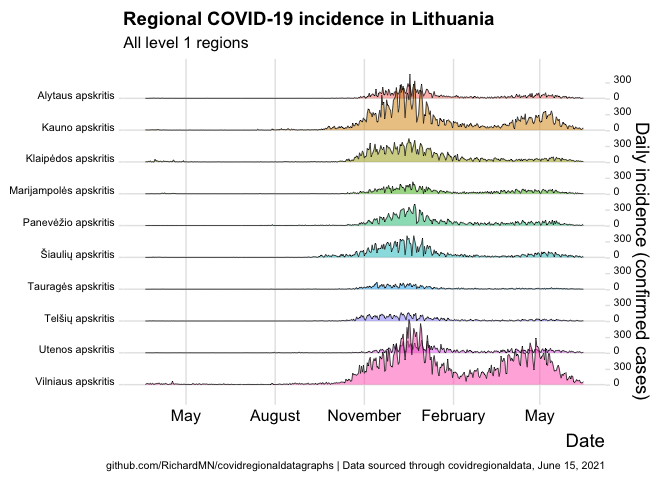 Regional COVID-19 incidence in Lithuania
All level 1 regions
Alytaus apskritis
Kauno apskritis
Klaipėdos apskritis
Marijampolės apskritis
Panevėžio apskritis
Šiaulių apskritis
Tauragės apskritis
Telšių apskritis
Utenos apskritis
Vilniaus apskritis
300
0
300
0
300
0
300
0
300
0
300
0
300
0
300
0
300
0
300
0
Daily incidence (confirmed cases)
May August November February May
Date
github.com/RichardMN/covidregionaldatagraphs | Data sourced through covidregionaldata, June 15, 2021